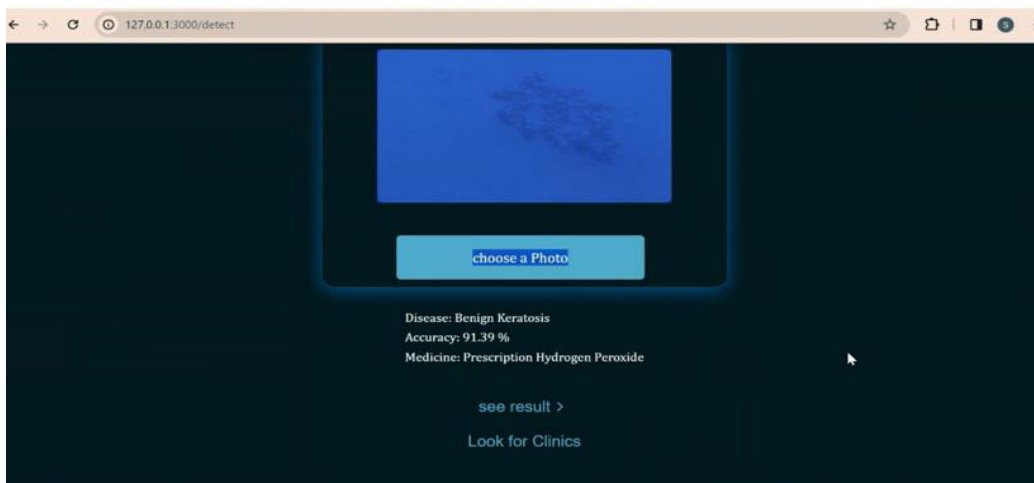 127.0.0.1:3000/detect
S
choose a Photo
Disease: Benign Keratosis
Accuracy: 91.39 %
Medicine: Prescription Hydrogen Peroxide
see result >
Look for Clinics